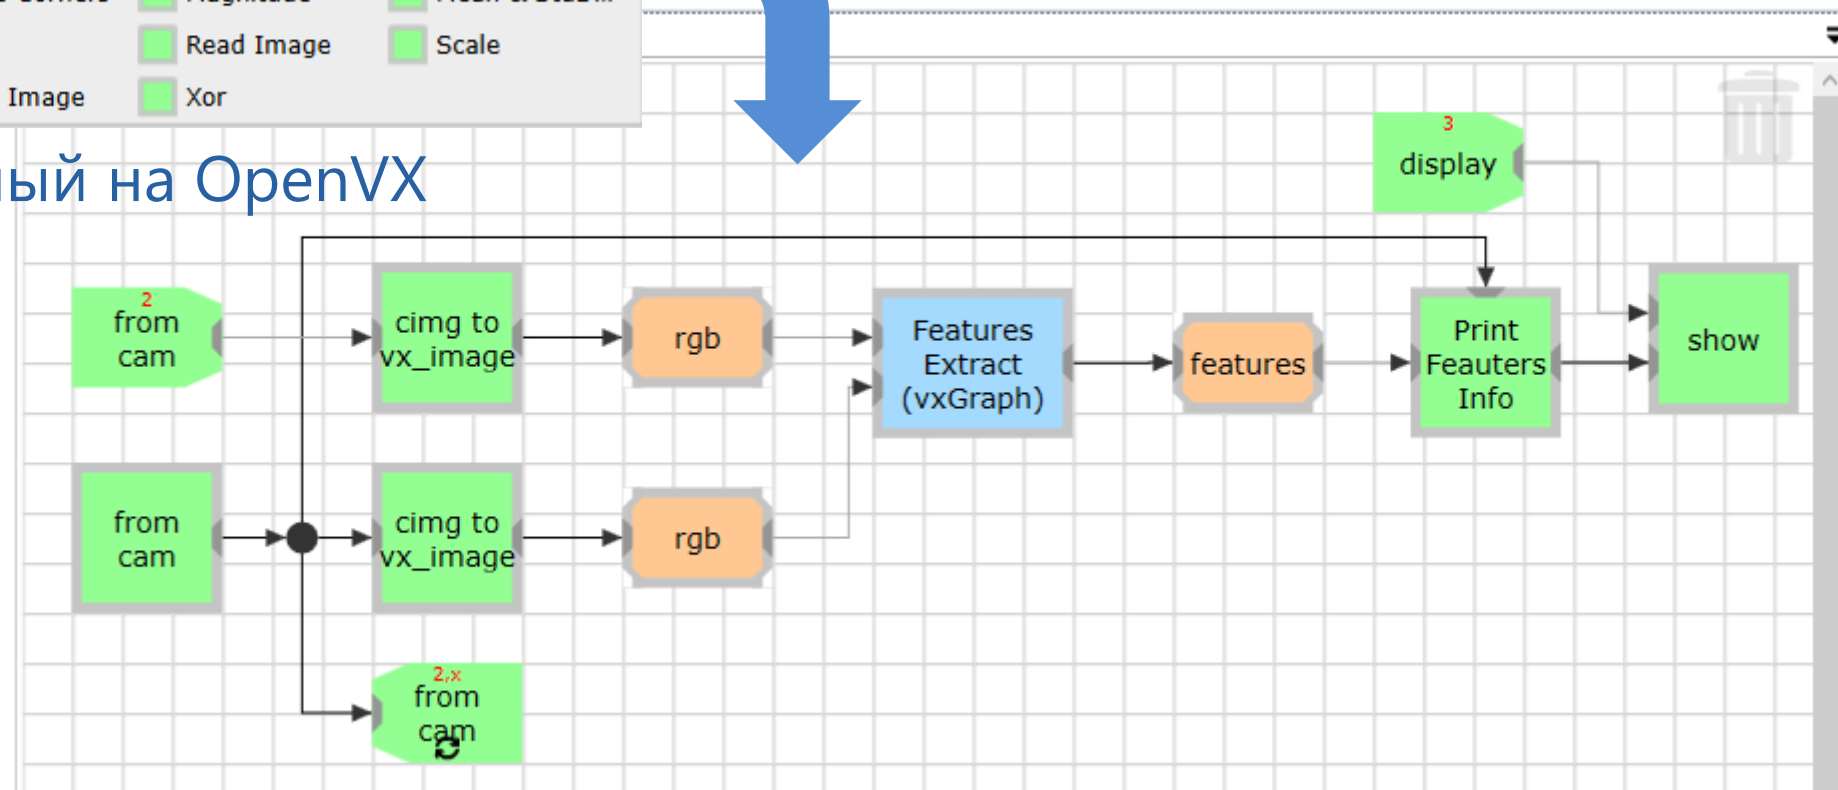 Read Image
Scale
Image
Xor
ный на OpenVX
3
display
2
from
cam
cimg to
vx_image
rgb
Features
Extract
(vxGraph)
features
Print
Feauters
Info
show
from
cam
cimg to
vx_image
rgb
2,x
from
cam